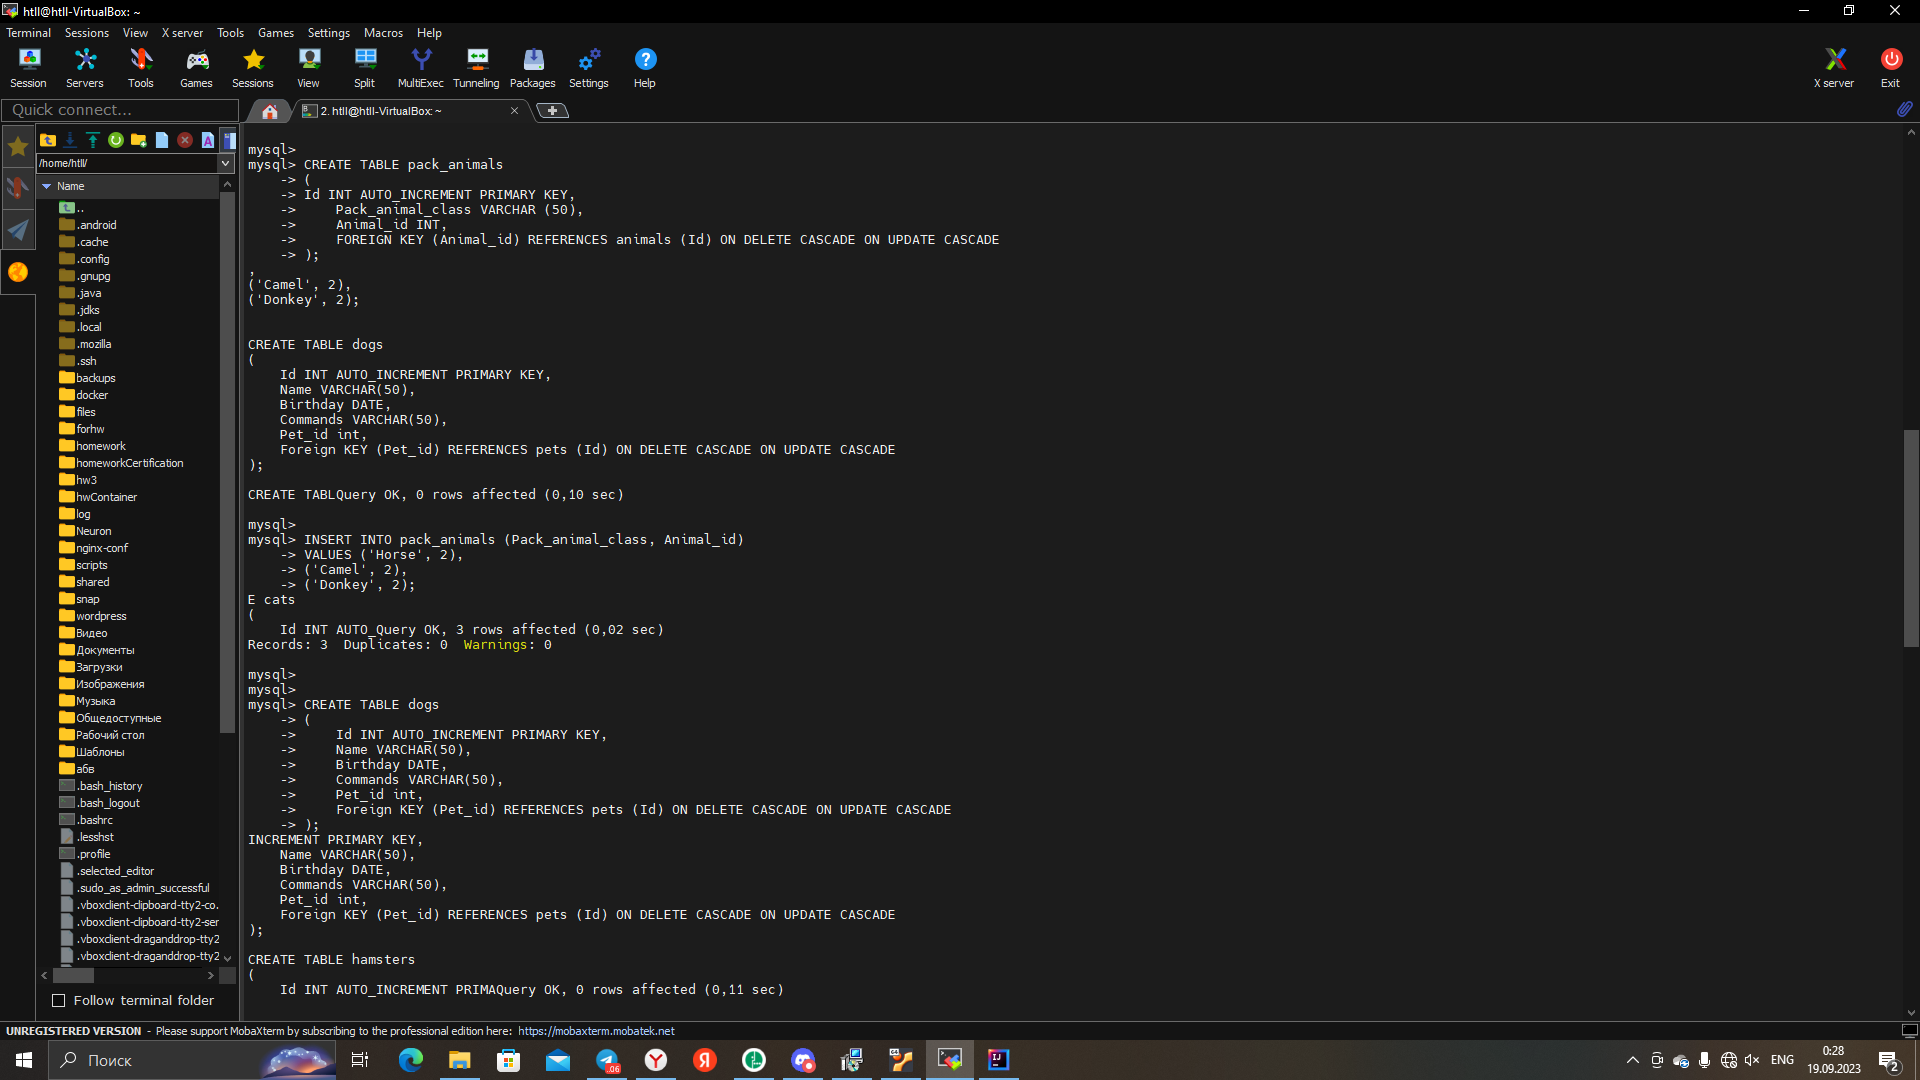 htll@htll-VirtualBox: ~
Terminal Sessions View X server Tools Games Settings Macros Help
Session Servers Tools Games Sessions View Split MultiExec Tunneling Packages Settings Help X server Exit
Quick connect...
2. htll@htll-VirtualBox: ~
/home/htll/
Name
..
.android
.cache
.config
.gnupg
.java
.jdks
.local
.mozilla
.ssh
backups
docker
files
forhw
homework
homeworkCertification
hw3
hwContainer
log
Neuron
nginx-conf
scripts
shared
snap
wordpress
Видео
Документы
Загрузки
Изображения
Музыка
Общедоступные
Рабочий стол
Шаблоны
абв
.bash_history
.bash_logout
.bashrc
.lesshst
.profile
.selected_editor
.sudo_as_admin_successful
.vboxclient-clipboard-tty2-co.
.vboxclient-clipboard-tty2-ser
.vboxclient-draganddrop-tty2
.vboxclient-draganddrop-tty2
Follow terminal folder
mysql>
mysql> CREATE TABLE pack_animals
    -> (
    -> Id INT AUTO_INCREMENT PRIMARY KEY,
    ->     Pack_animal_class VARCHAR (50),
    ->     Animal_id INT,
    ->     FOREIGN KEY (Animal_id) REFERENCES animals (Id) ON DELETE CASCADE ON UPDATE CASCADE
    -> );
,
('Camel', 2),
('Donkey', 2);
CREATE TABLE dogs
(
    Id INT AUTO_INCREMENT PRIMARY KEY,
    Name VARCHAR(50),
    Birthday DATE,
    Commands VARCHAR(50),
    Pet_id int,
    Foreign KEY (Pet_id) REFERENCES pets (Id) ON DELETE CASCADE ON UPDATE CASCADE
);
CREATE TABLQuery OK, 0 rows affected (0,10 sec)
mysql>
mysql> INSERT INTO pack_animals (Pack_animal_class, Animal_id)
    -> VALUES ('Horse', 2),
    -> ('Camel', 2),
    -> ('Donkey', 2);
E cats
(
    Id INT AUTO_Query OK, 3 rows affected (0,02 sec)
Records: 3  Duplicates: 0  Warnings: 0
mysql>
mysql>
mysql> CREATE TABLE dogs
    -> (
    ->     Id INT AUTO_INCREMENT PRIMARY KEY,
    ->     Name VARCHAR(50),
    ->     Birthday DATE,
    ->     Commands VARCHAR(50),
    ->     Pet_id int,
    ->     Foreign KEY (Pet_id) REFERENCES pets (Id) ON DELETE CASCADE ON UPDATE CASCADE
    -> );
INCREMENT PRIMARY KEY,
    Name VARCHAR(50),
    Birthday DATE,
    Commands VARCHAR(50),
    Pet_id int,
    Foreign KEY (Pet_id) REFERENCES pets (Id) ON DELETE CASCADE ON UPDATE CASCADE
);
CREATE TABLE hamsters
(
    Id INT AUTO_INCREMENT PRIMAQuery OK, 0 rows affected (0,11 sec)
UNREGISTERED VERSION - Please support MobaXterm by subscribing to the professional edition here: https://mobaxterm.mobatek.net
Поиск
ENG
0:28
19.09.2023
2